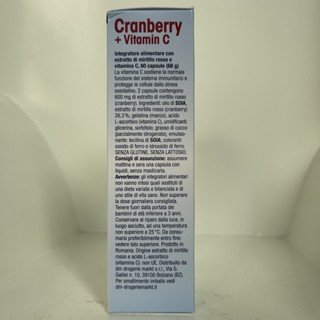 Cranberry
+ Vitamin C
Integratore alimentare con
estratto di mirtillo rosso e
vitamina C, 60 capsule (68 g)
La vitamina C sostiene la normale
funzione del sistema immunitario e
protegge le cellule dallo stress
ossidativo. 2 capsule contengono
600 mg di estratto di mirtillo rosso
(cranberry). Ingredienti: olio di SOIA,
estratto di mirtillo rosso (cranberry)
26,3 %, gelatina (manzo), acido
L-ascorbico (vitamina C), umidificanti:
glicerina, sorbitolo; grasso di cocco
(parzialmente idrogenato), emulsio-
nante: lecitina di SOIA; coloranti:
ossido di ferro e idrossido di ferro.
SENZA GLUTINE, SENZA LATTOSIO.
Consigli di assunzione: assumere
mattina e sera una capsula con
liquidi, senza masticarla.
Avvertenze: gli integratori alimentari
non vanno intesi quali sostituti di
una dieta variata e bilanciata e di
uno stile di vita sano. Non superare
la dose giornaliera consigliata.
Tenere fuori dalla portata dei
bambini di età inferiore a 3 anni.
Conservare al riparo dalla luce, in
luogo asciutto, ad una temperatura
non superiore a 25 °C. Da consu-
marsi preferibilmente entro fine:
vedere lato superiore. Prodotto in
Romania. Origine estratto di mirtillo
rosso e acido L-ascorbico
(vitamina C): non UE. Distribuito da
dm drogerie markt s.r.l., Via G.
Galilei n. 10, 39100 Bolzano (BZ).
Per smaltimento imballo vedi
dm-drogeriemarkt.it